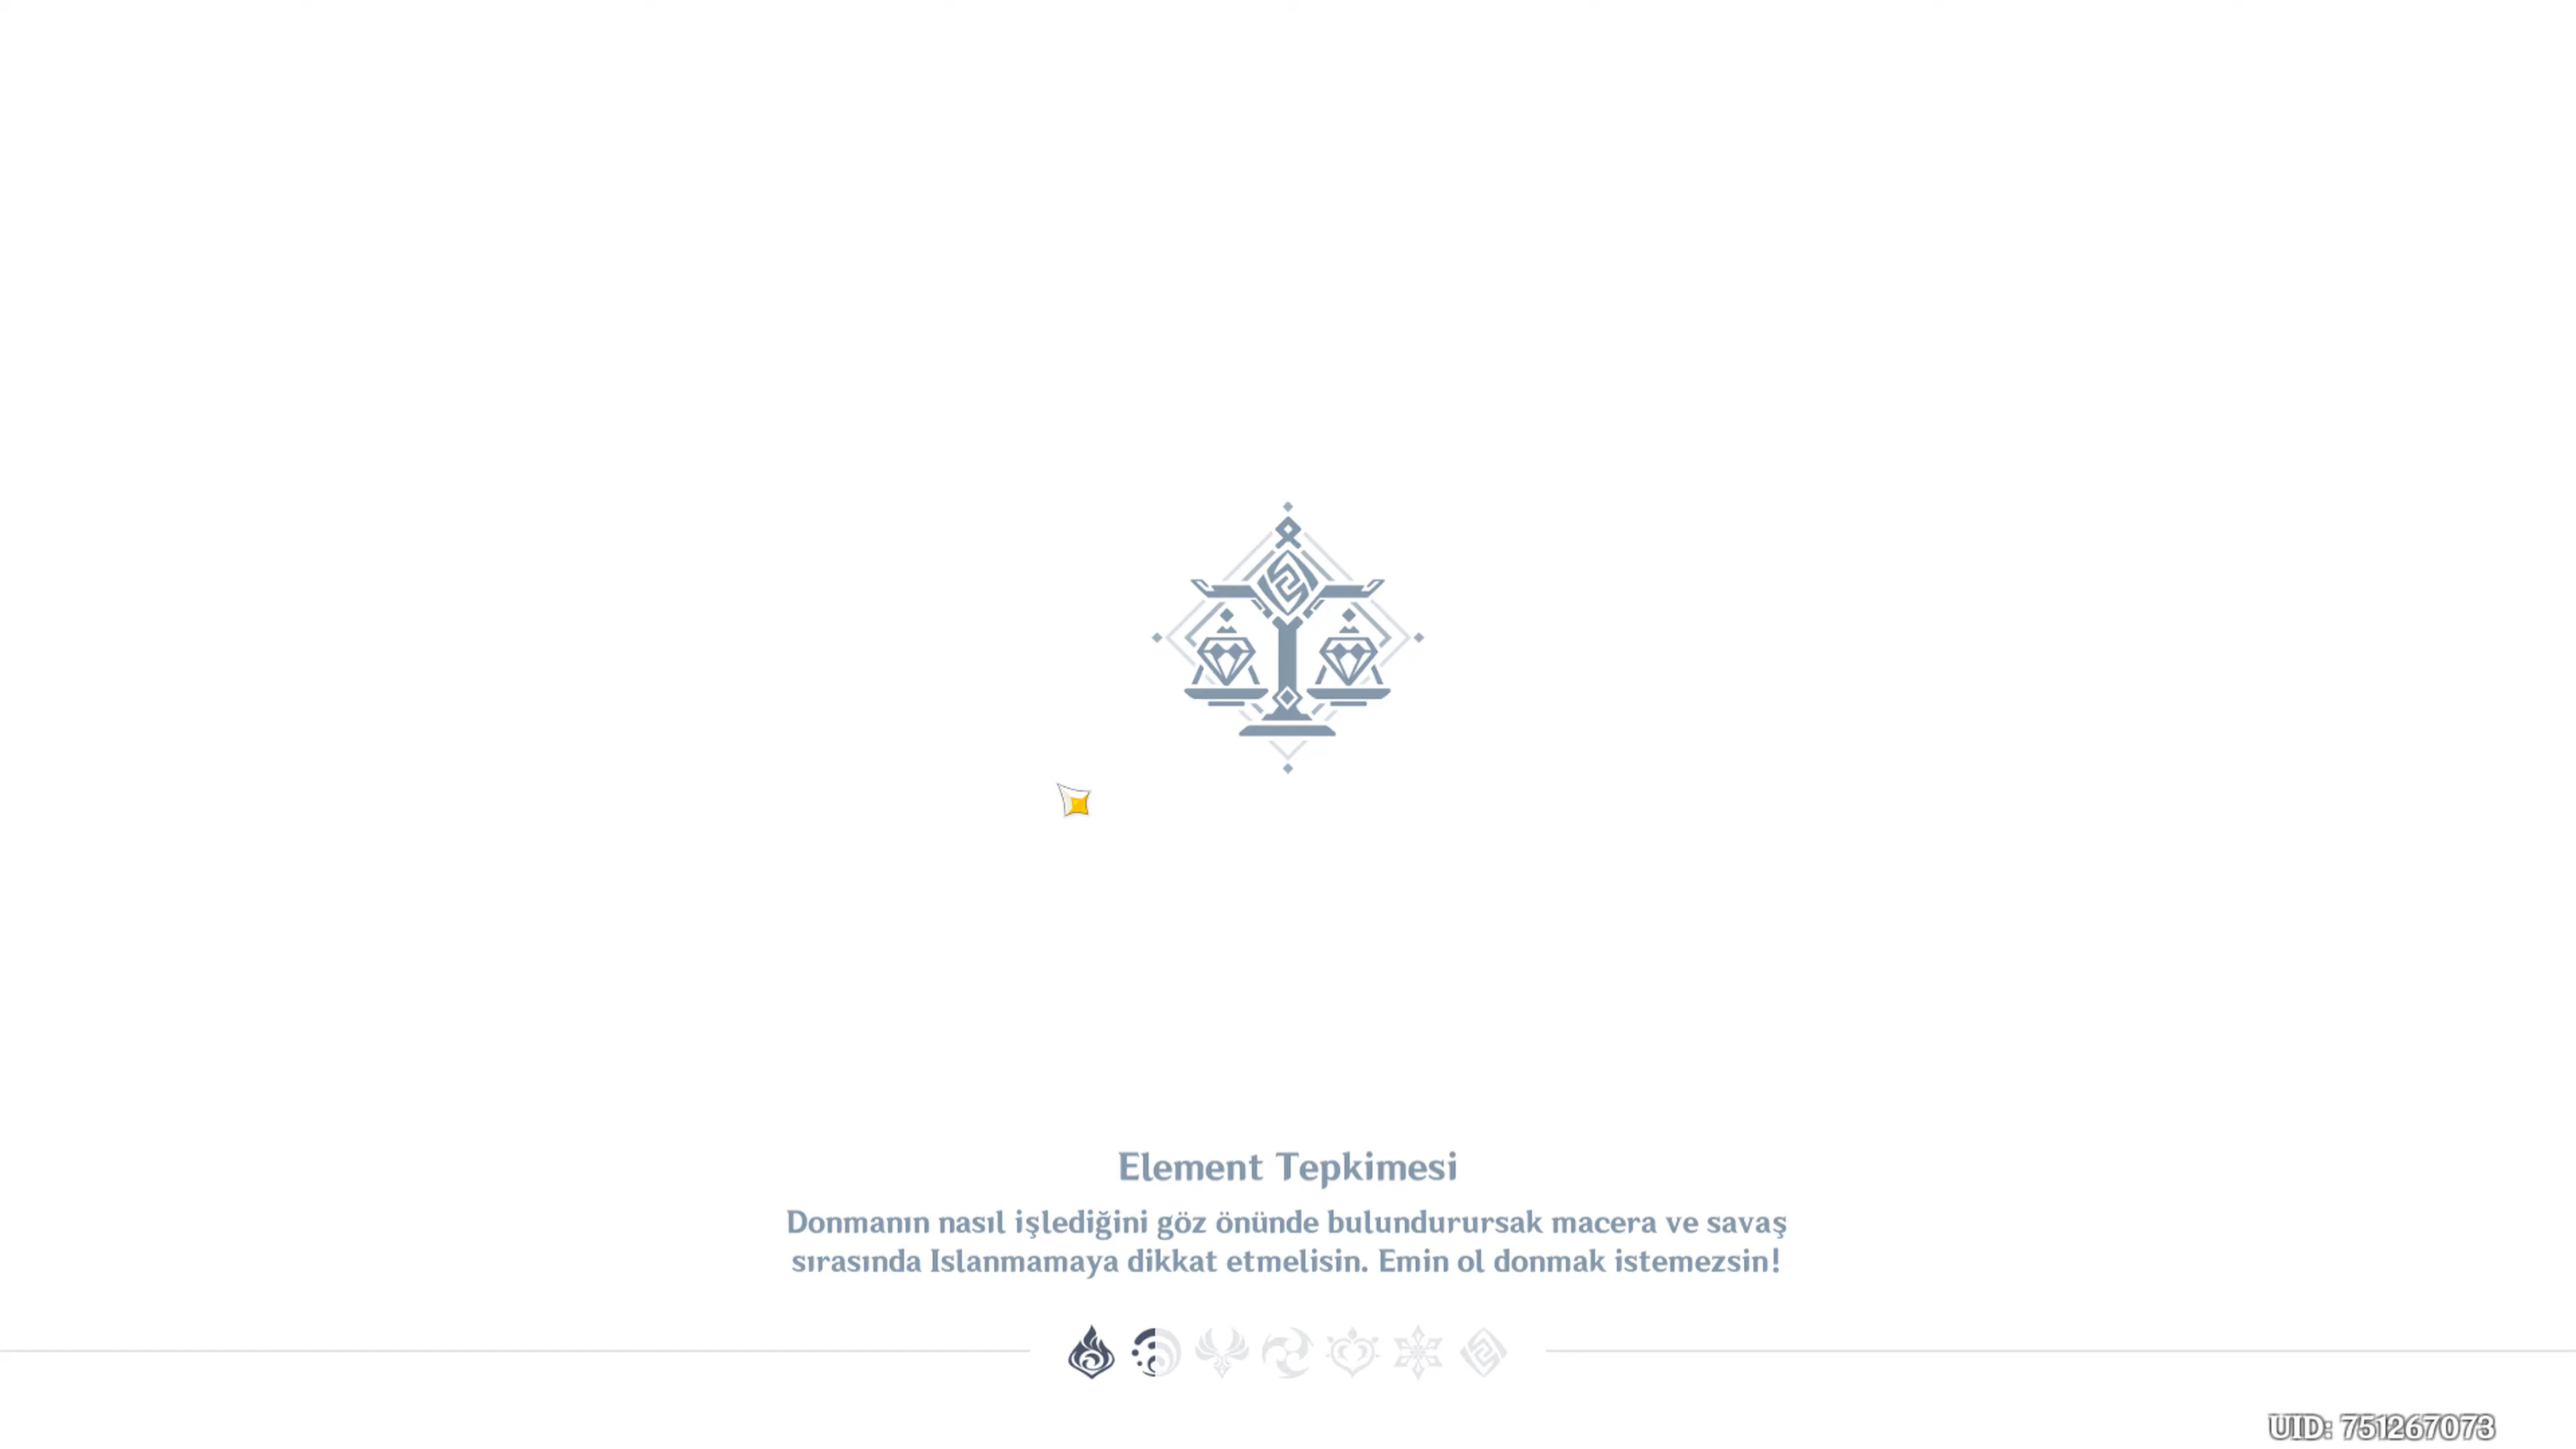 Element Tepkimesi
Donmanın nasıl işlediğini göz önünde bulundurursak macera ve savaş
sırasında Islanmamaya dikkat etmelisin. Emin ol donmak istemezsin!
UID: 751267073